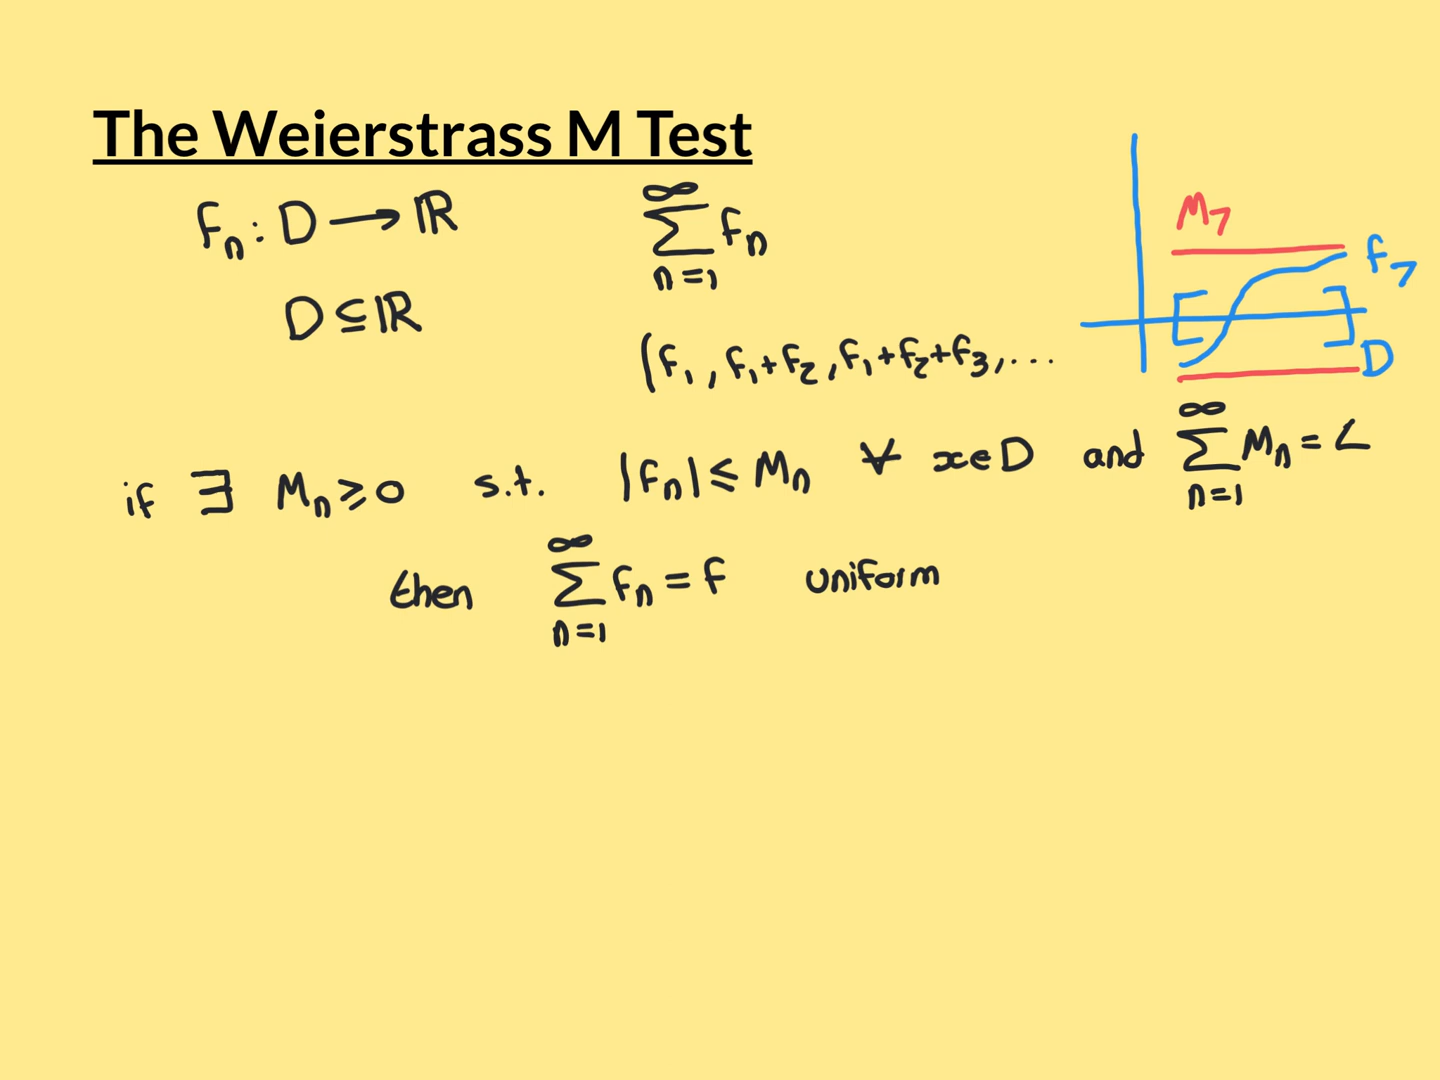 The Weierstrass M Test
fₙ : D → ℝ
D ⊆ ℝ
∞
∑ fₙ
n=1
(f₁, f₁+f₂, f₁+f₂+f₃, ...
M₇
f₇
D
if ∃ Mₙ ≥ 0 s.t. |fₙ| ≤ Mₙ ∀ x∈D and ∑_{n=1}^{∞} Mₙ = L
then ∑_{n=1}^{∞} fₙ = f uniform